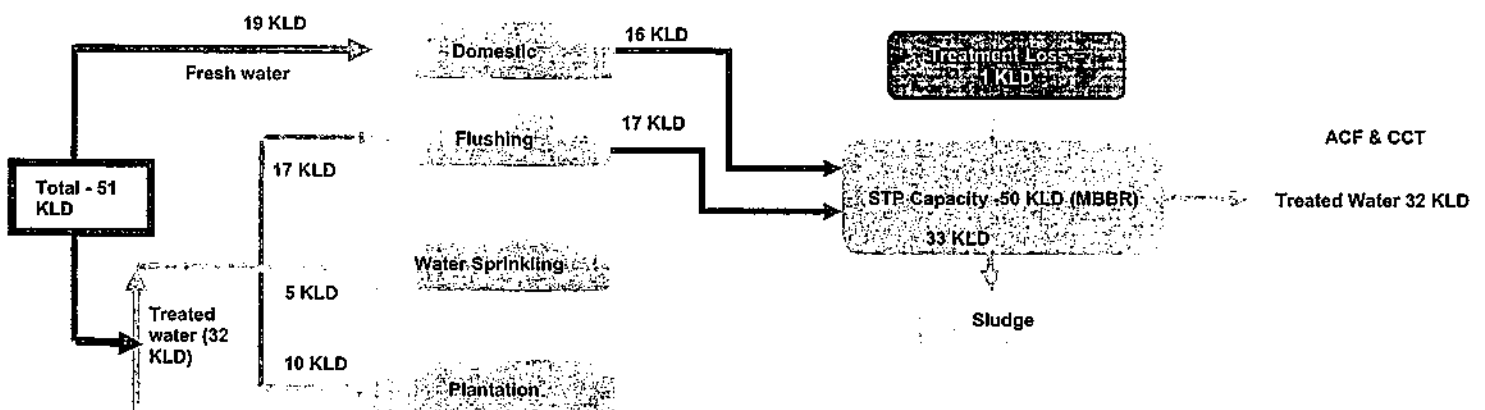 19 KLD
Fresh water
Domestic
16 KLD
Treatment Loss -
1 KLD
Flushing
17 KLD
17 KLD
ACF & CCT
Total - 51
KLD
STP Capacity -50 KLD (MBBR)
33 KLD
Treated Water 32 KLD
Water Sprinkling
5 KLD
Treated
water (32
KLD)
Sludge
10 KLD
Plantation